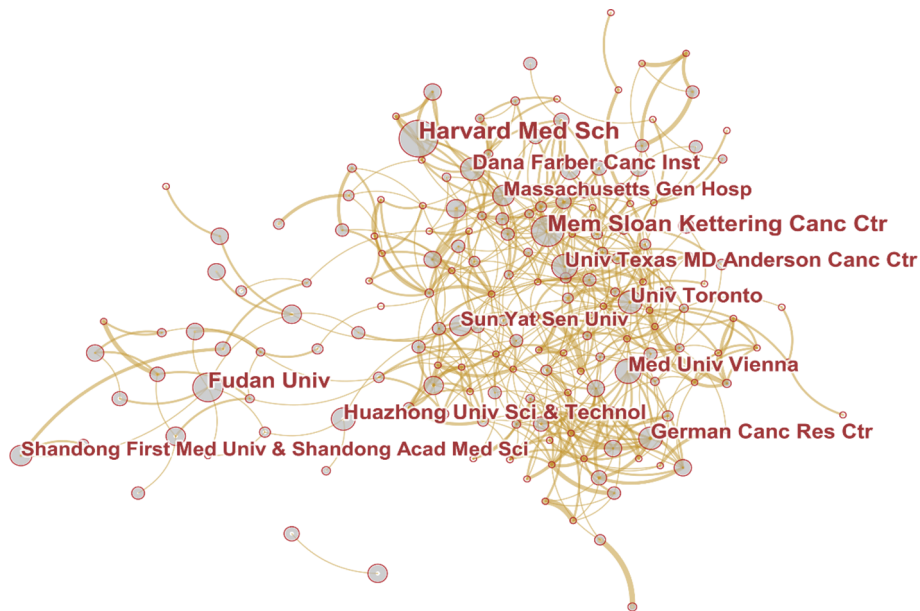 Harvard Med Sch
Dana Farber Canc Inst
Massachusetts Gen Hosp
Mem Sloan Kettering Canc Ctr
Univ Texas MD Anderson Canc Ctr
Univ Toronto
Sun Yat Sen Univ
Med Univ Vienna
Fudan Univ
Huazhong Univ Sci & Technol
German Canc Res Ctr
Shandong First Med Univ & Shandong Acad Med Sci